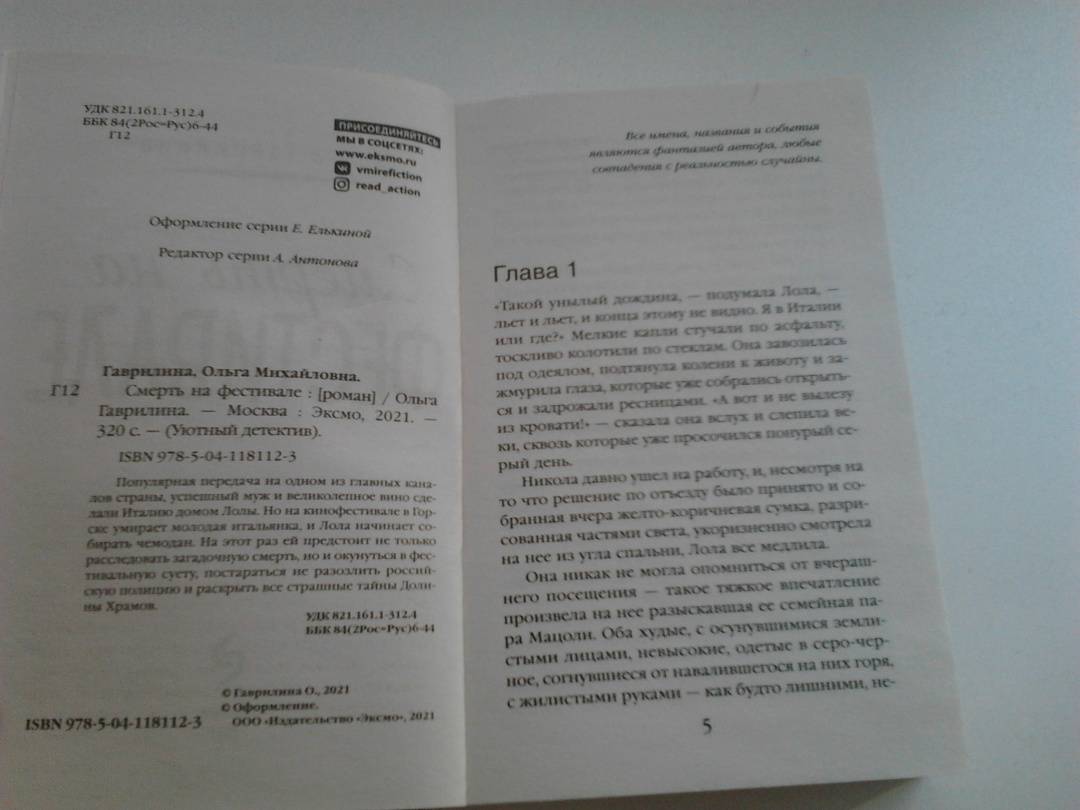 УДК 821.161.1-312.4
ББК 84(2Рос=Рус)6-44
Г12
ПРИСОЕДИНЯЙТЕСЬ
МЫ В СОЦСЕТЯХ:
www.eksmo.ru
vmirefiction
read_action
Оформление серии Е. Елькиной
Редактор серии А. Антонова
Гаврилина, Ольга Михайловна.
Г12 Смерть на фестивале : [роман] / Ольга
Гаврилина. — Москва : Эксмо, 2021. —
320 с. — (Уютный детектив).
ISBN 978-5-04-118112-3
Популярная передача на одном из главных кана-
лов страны, успешный муж и великолепное вино сде-
лали Италию домом Лолы. Но на кинофестивале в Гор-
ске умирает молодая итальянка, и Лола начинает со-
бирать чемодан. На этот раз ей предстоит не только
расследовать загадочную смерть, но и окунуться в фес-
тивальную суету, постараться не разозлить россий-
скую полицию и раскрыть все страшные тайны Доли-
ны Храмов.
УДК 821.161.1-312.4
ББК 84(2Рос=Рус)6-44
© Гаврилина О., 2021
© Оформление.
ООО «Издательство «Эксмо», 2021
ISBN 978-5-04-118112-3
Все имена, названия и события
являются фантазией автора, любые
совпадения с реальностью случайны.
Глава 1
«Такой унылый дождина, — подумала Лола, —
льет и льет, и конца этому не видно. Я в Италии
или где?» Мелкие капли стучали по асфальту,
тоскливо колотили по стеклам. Она завозилась
под одеялом, подтянула колени к животу и за-
жмурила глаза, которые уже собрались открыть-
ся и задрожали ресницами. «А вот и не вылезу
из кровати!» — сказала она вслух и слепила ве-
ки, сквозь которые уже просочился понурый се-
рый день.
Никола давно ушел на работу, и, несмотря на
то что решение по отъезду было принято и со-
бранная вчера желто-коричневая сумка, разри-
сованная частями света, укоризненно смотрела
на нее из угла спальни, Лола все медлила.
Она никак не могла опомниться от вчераш-
него посещения — такое тяжкое впечатление
произвела на нее разыскавшая ее семейная па-
ра Мацоли. Оба худые, с осунувшимися земли-
стыми лицами, невысокие, одетые в серо-чер-
ное, согнувшиеся от навалившегося на них горя,
с жилистыми руками — как будто лишними, не-
5